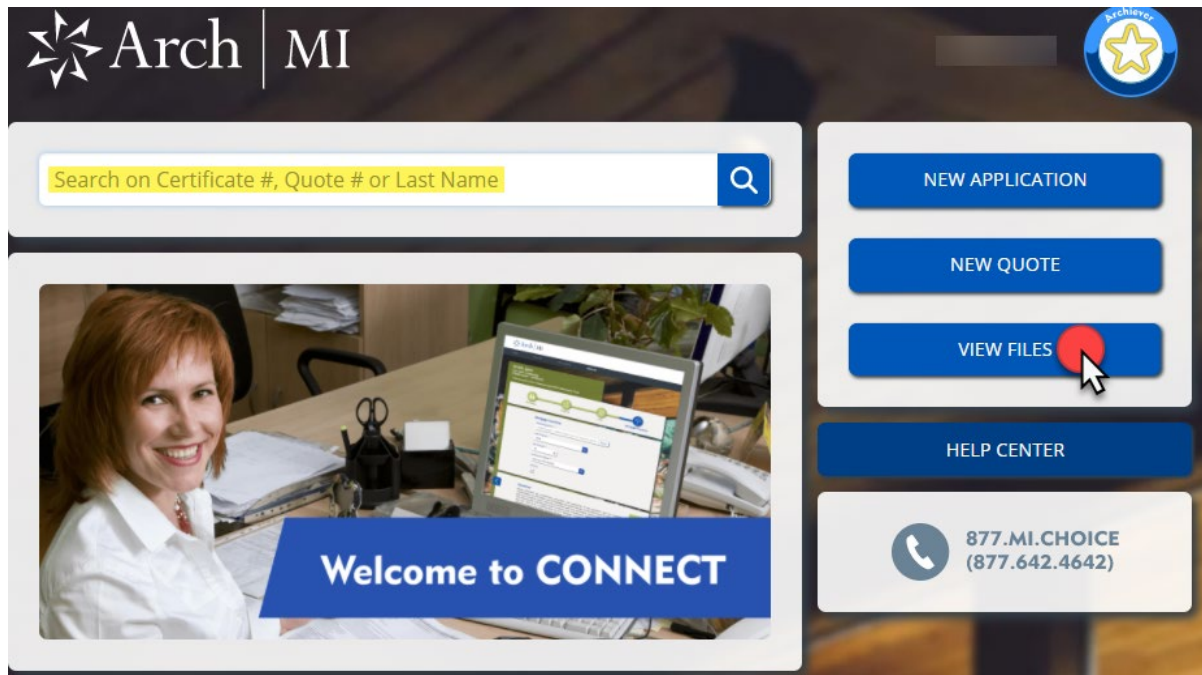 Arch | MI
Archiever
Search on Certificate #, Quote # or Last Name
NEW APPLICATION
NEW QUOTE
VIEW FILES
HELP CENTER
877.MI.CHOICE
(877.642.4642)
Welcome to CONNECT